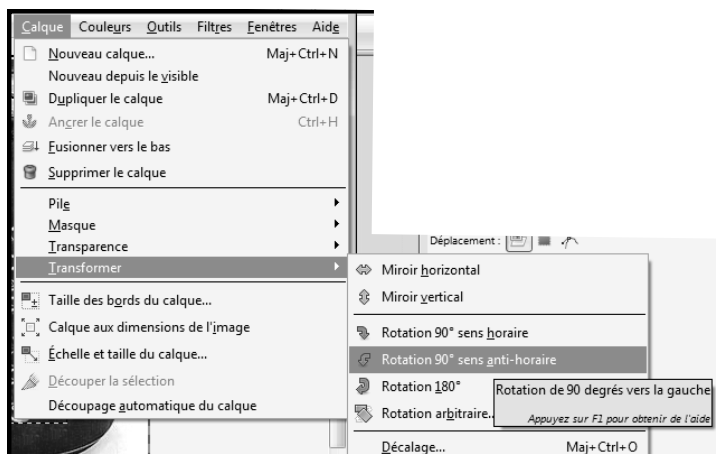 Calque Couleurs Outils Filtres Fenêtres Aide
Nouveau calque... Maj+Ctrl+N
Nouveau depuis le visible
Dupliquer le calque Maj+Ctrl+D
Ancrer le calque Ctrl+H
Fusionner vers le bas
Supprimer le calque
Pile
Masque
Transparence
Transformer
Taille des bords du calque...
Calque aux dimensions de l'image
Échelle et taille du calque...
Découper la sélection
Découpage automatique du calque
Déplacement :
Miroir horizontal
Miroir vertical
Rotation 90° sens horaire
Rotation 90° sens anti-horaire
Rotation 180°
Rotation arbitraire..
Rotation de 90 degrés vers la gauche
Appuyez sur F1 pour obtenir de l'aide
Décalage... Maj+Ctrl+O